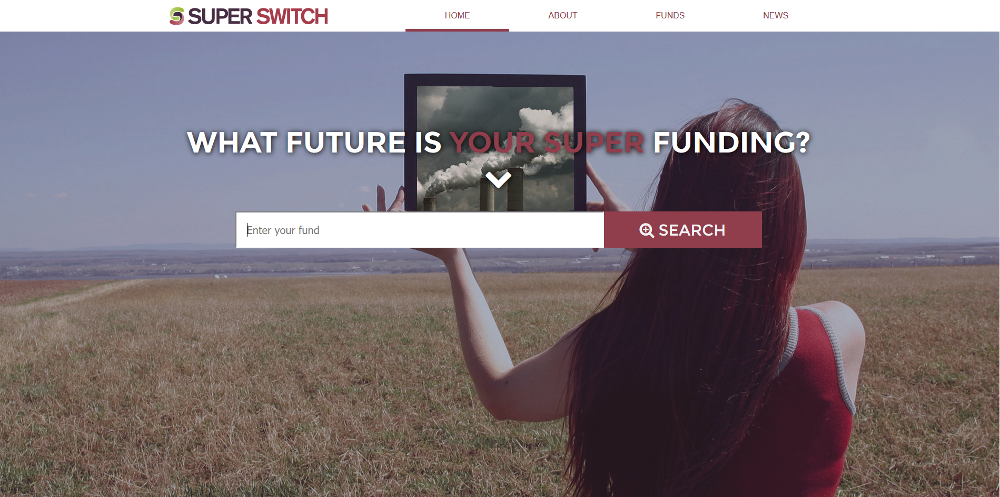 SUPER SWITCH
HOME
ABOUT
FUNDS
NEWS
WHAT FUTURE IS YOUR SUPER FUNDING?
Enter your fund
SEARCH